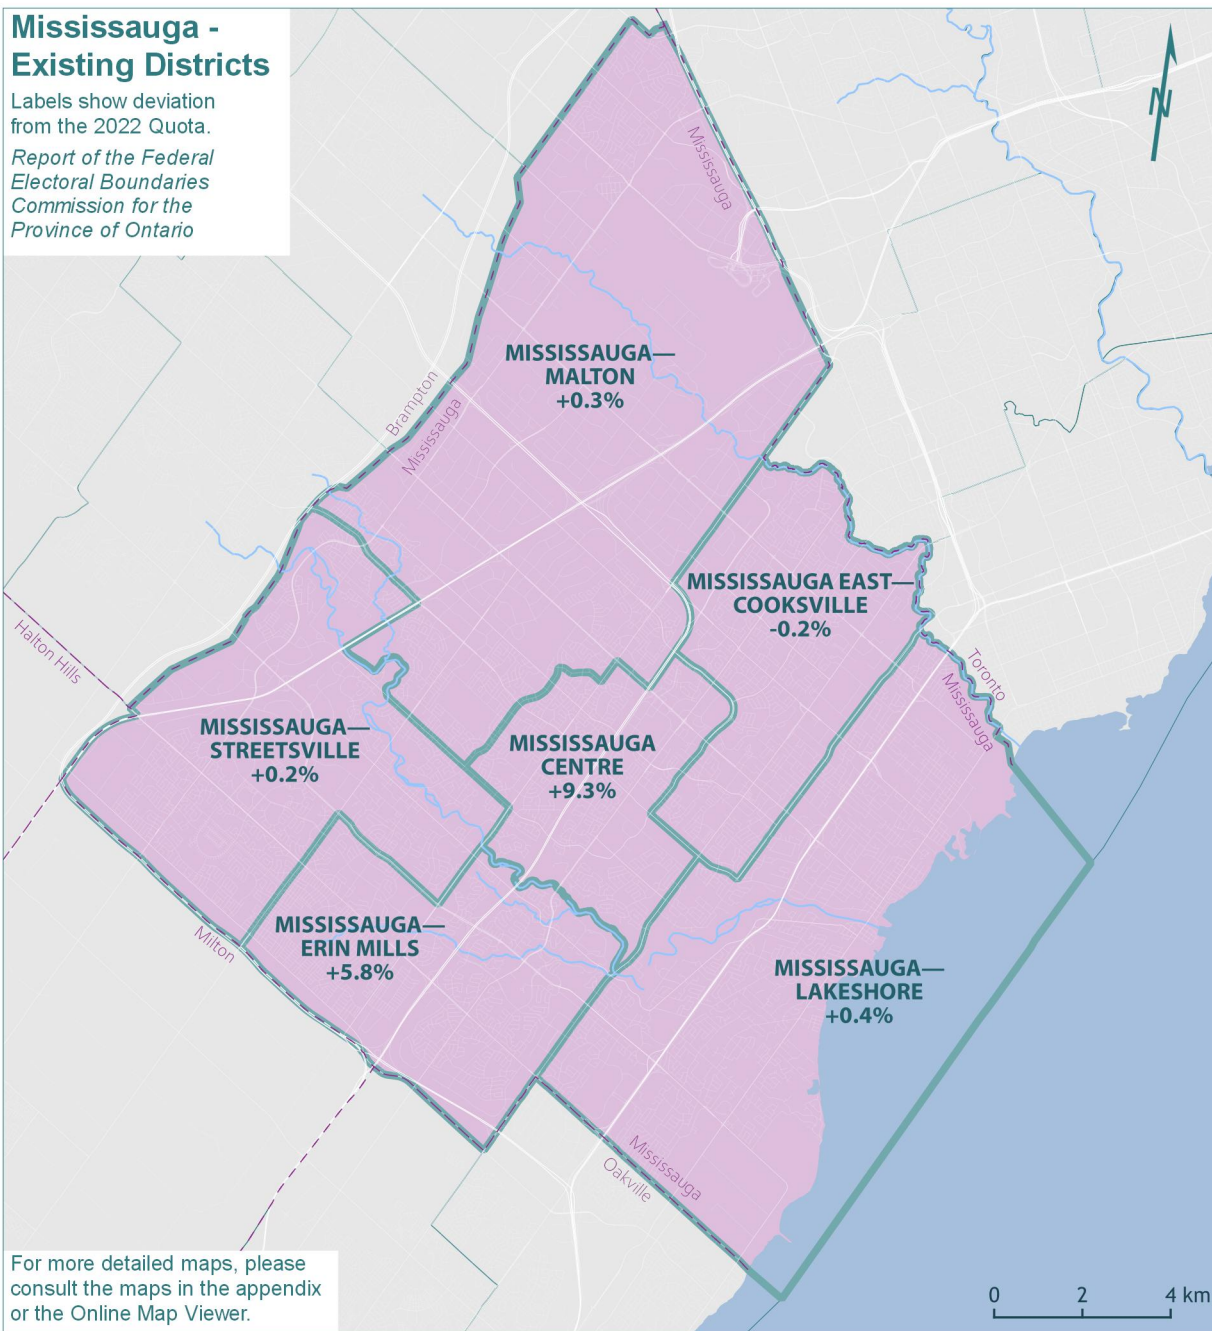 Mississauga -
Existing Districts
Labels show deviation
from the 2022 Quota.
Report of the Federal
Electoral Boundaries
Commission for the
Province of Ontario
N
Mississauga
MISSISSAUGA—
MALTON
+0.3%
Brampton
Mississauga
MISSISSAUGA EAST—
COOKSVILLE
-0.2%
Halton Hills
Toronto
Mississauga
MISSISSAUGA—
STREETSVILLE
+0.2%
MISSISSAUGA
CENTRE
+9.3%
MISSISSAUGA—
ERIN MILLS
+5.8%
Milton
MISSISSAUGA—
LAKESHORE
+0.4%
Mississauga
Oakville
For more detailed maps, please
consult the maps in the appendix
or the Online Map Viewer.
0 2 4 km